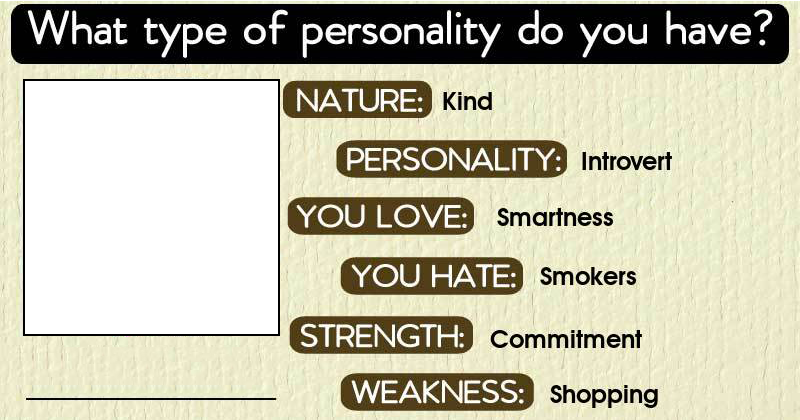 What type of personality do you have?
NATURE: Kind
PERSONALITY: Introvert
YOU LOVE: Smartness
YOU HATE: Smokers
STRENGTH: Commitment
WEAKNESS: Shopping